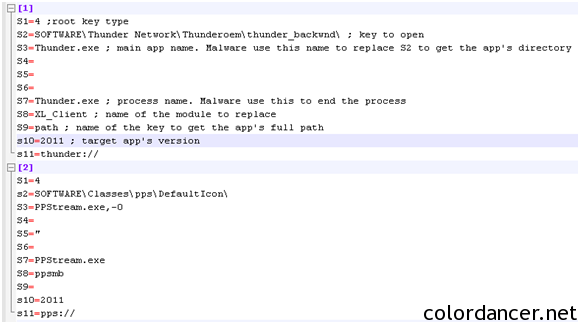 [1]
S1=4 ;root key type
S2=SOFTWARE\Thunder Network\Thunderoem\thunder_backwnd\ ; key to open
S3=Thunder.exe ; main app name. Malware use this name to replace S2 to get the app's directory
S4=
S5=
S6=
S7=Thunder.exe ; process name. Malware use this to end the process
S8=XL_Client ; name of the module to replace
S9=path ; name of the key to get the app's full path
s10=2011 ; target app's version
s11=thunder://
[2]
S1=4
s2=SOFTWARE\Classes\pps\DefaultIcon\
S3=PPStream.exe,-0
S4=
S5="
S6=
S7=PPStream.exe
S8=ppsmb
S9=
s10=2011
s11=pps://
colordancer.net